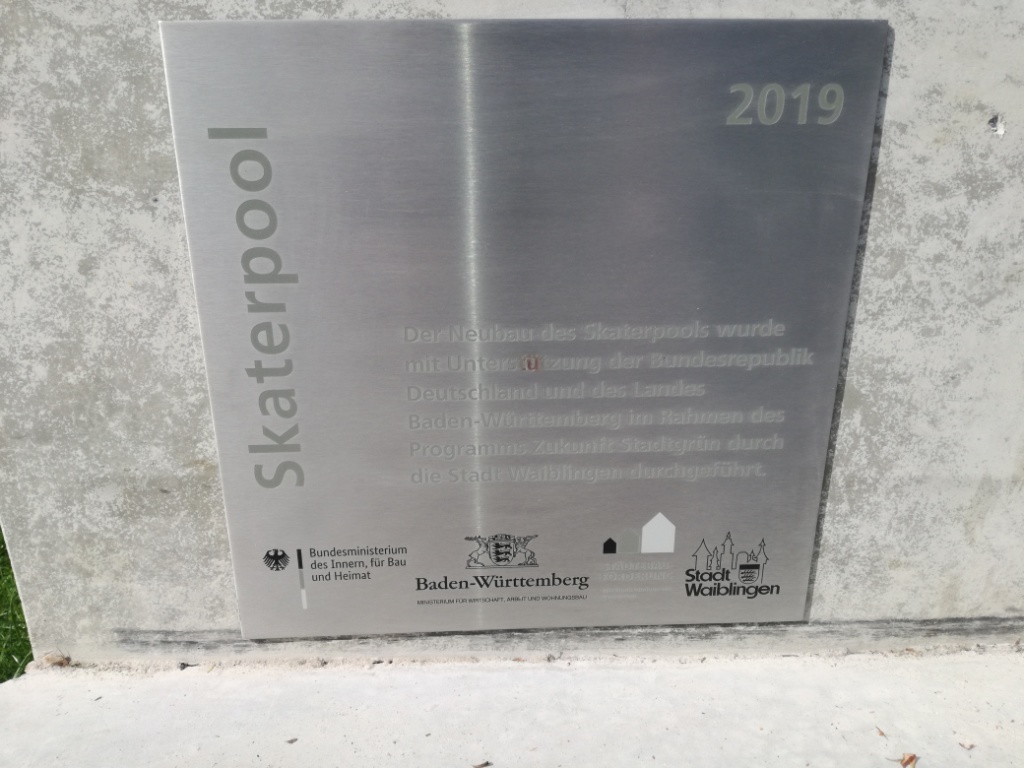 2019
Skaterpool
Der Neubau des Skaterpools wurde
mit Unterstützung der Bundesrepublik
Deutschland und des Landes
Baden-Württemberg im Rahmen des
Programms Zukunft Stadtgrün durch
die Stadt Waiblingen durchgeführt.
Bundesministerium
des Innern, für Bau
und Heimat
Baden-Württemberg
MINISTERIUM FÜR WIRTSCHAFT, ARBEIT UND WOHNUNGSBAU
STÄDTEBAU-
FÖRDERUNG
Stadt
Waiblingen